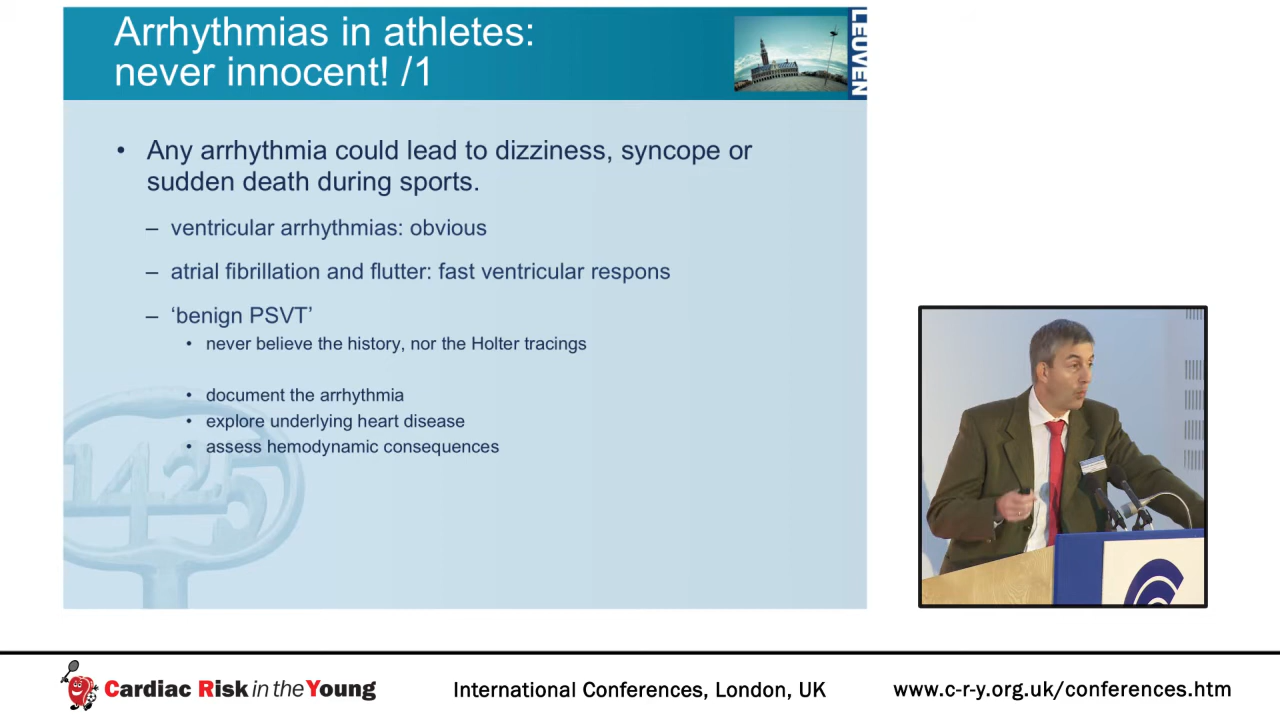 Arrhythmias in athletes:
never innocent! /1
LEUVEN
• Any arrhythmia could lead to dizziness, syncope or
sudden death during sports.
– ventricular arrhythmias: obvious
– atrial fibrillation and flutter: fast ventricular respons
– ‘benign PSVT’
• never believe the history, nor the Holter tracings
• document the arrhythmia
• explore underlying heart disease
• assess hemodynamic consequences
1425
Cardiac Risk in the Young
International Conferences, London, UK
www.c-r-y.org.uk/conferences.htm